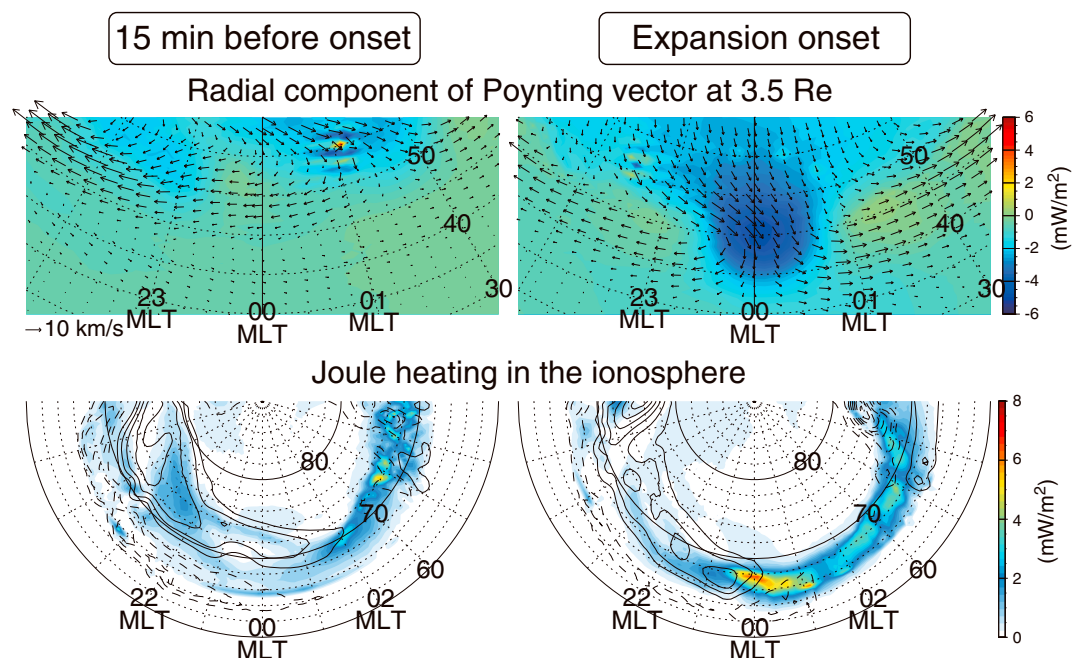 15 min before onset
Expansion onset
Radial component of Poynting vector at 3.5 Re
50
40
30
23
MLT
00
MLT
01
MLT
→10 km/s
50
40
30
23
MLT
00
MLT
01
MLT
6
4
2
0
-2
-4
-6
(mW/m²)
Joule heating in the ionosphere
80
70
60
22
MLT
00
MLT
02
MLT
80
70
60
22
MLT
00
MLT
02
MLT
8
6
4
2
0
(mW/m²)